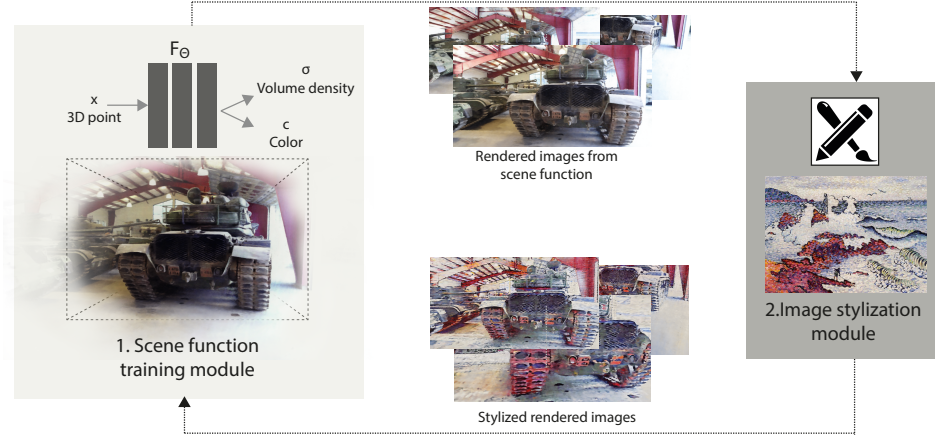 F_Θ
x
3D point
σ
Volume density
c
Color
1. Scene function
training module
Rendered images from
scene function
Stylized rendered images
2.Image stylization
module